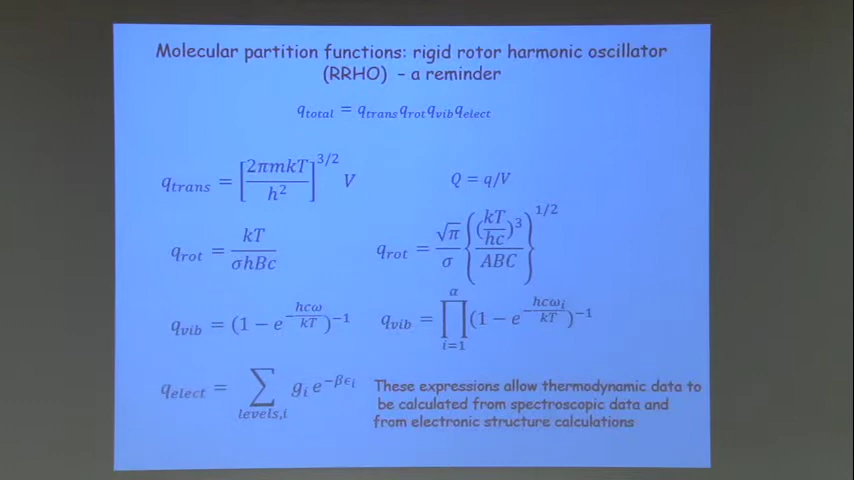 Molecular partition functions: rigid rotor harmonic oscillator
(RRHO) - a reminder
q_total = q_trans q_rot q_vib q_elect
q_trans = [2πmkT / h²]^{3/2} V
Q = q/V
q_rot = kT / σhBc
q_rot = √π / σ {(kT / hc)³ / ABC}^{1/2}
q_vib = (1 − e^{−hcω / kT})^{−1}
q_vib = ∏_{i=1}^{α} (1 − e^{−hcω_i / kT})^{−1}
q_elect = ∑_{levels,i} g_i e^{−βϵ_i}
These expressions allow thermodynamic data to
be calculated from spectroscopic data and
from electronic structure calculations